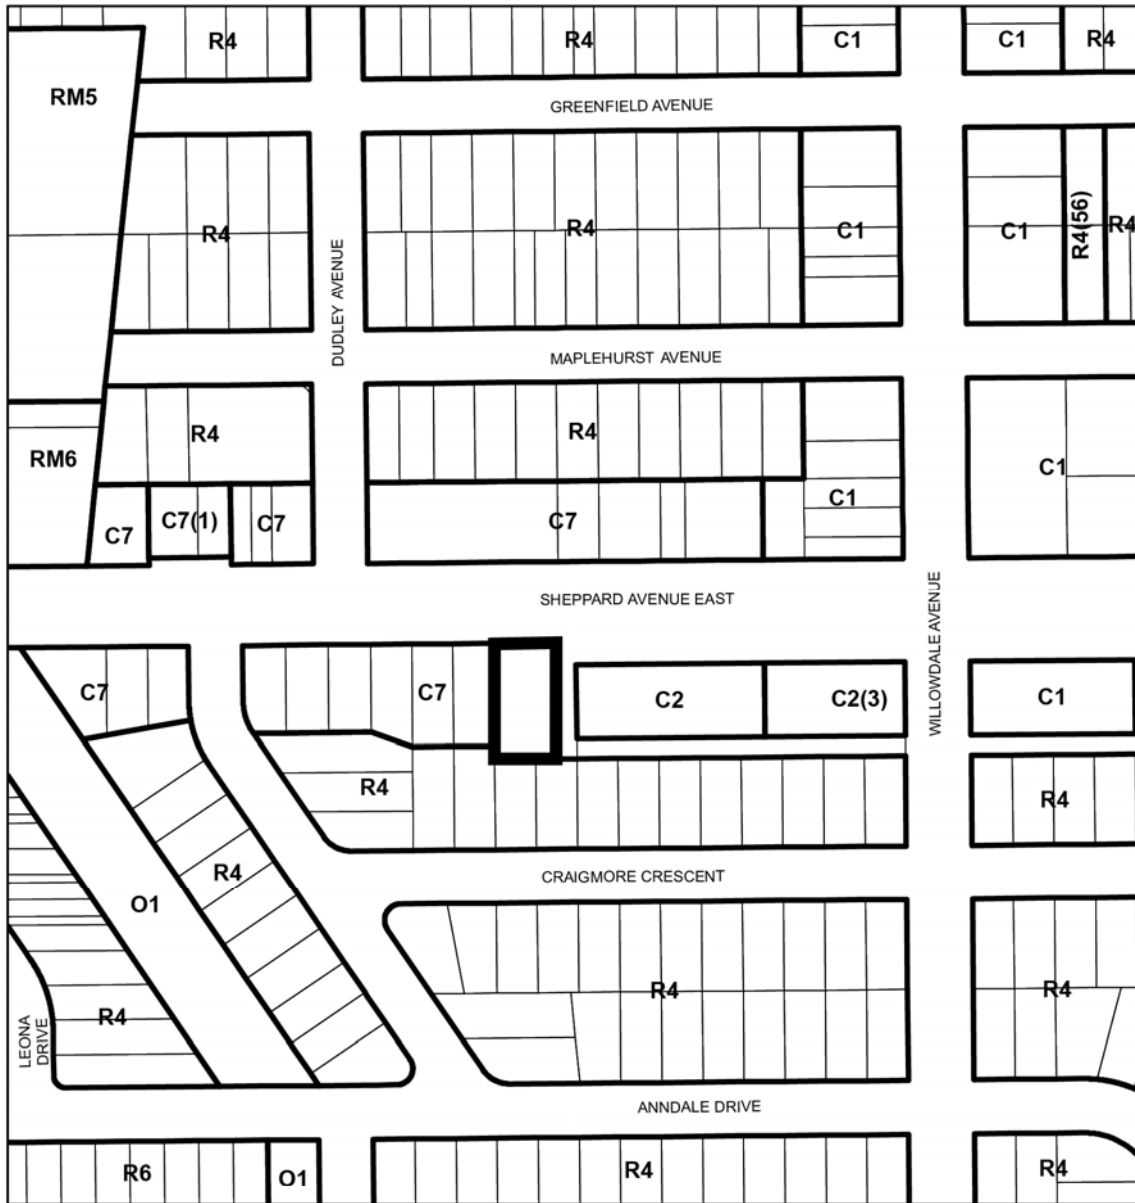 R4
R4
C1
C1
R4
RM5
GREENFIELD AVENUE
R4
R4
C1
C1
R4(56)
R4
DUDLEY AVENUE
MAPLEHURST AVENUE
R4
R4
RM6
C1
C1
C7
C7(1)
C7
C7
SHEPPARD AVENUE EAST
WILLOWDALE AVENUE
C7
C7
C2
C2(3)
C1
R4
R4
CRAIGMORE CRESCENT
R4
O1
R4
R4
R4
LEONA
DRIVE
ANNDALE DRIVE
R6
O1
R4
R4